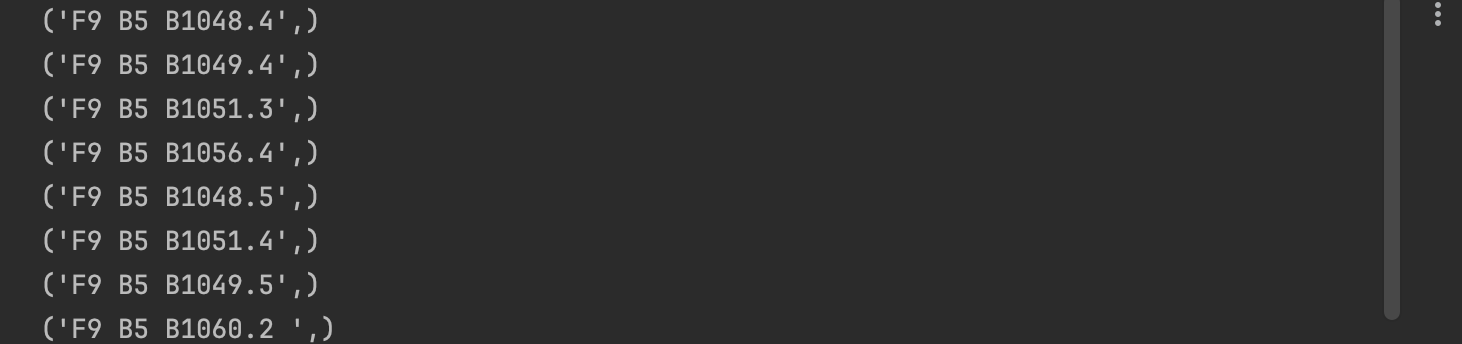 ('F9 B5 B1048.4',)
('F9 B5 B1049.4',)
('F9 B5 B1051.3',)
('F9 B5 B1056.4',)
('F9 B5 B1048.5',)
('F9 B5 B1051.4',)
('F9 B5 B1049.5',)
('F9 B5 B1060.2 ',)